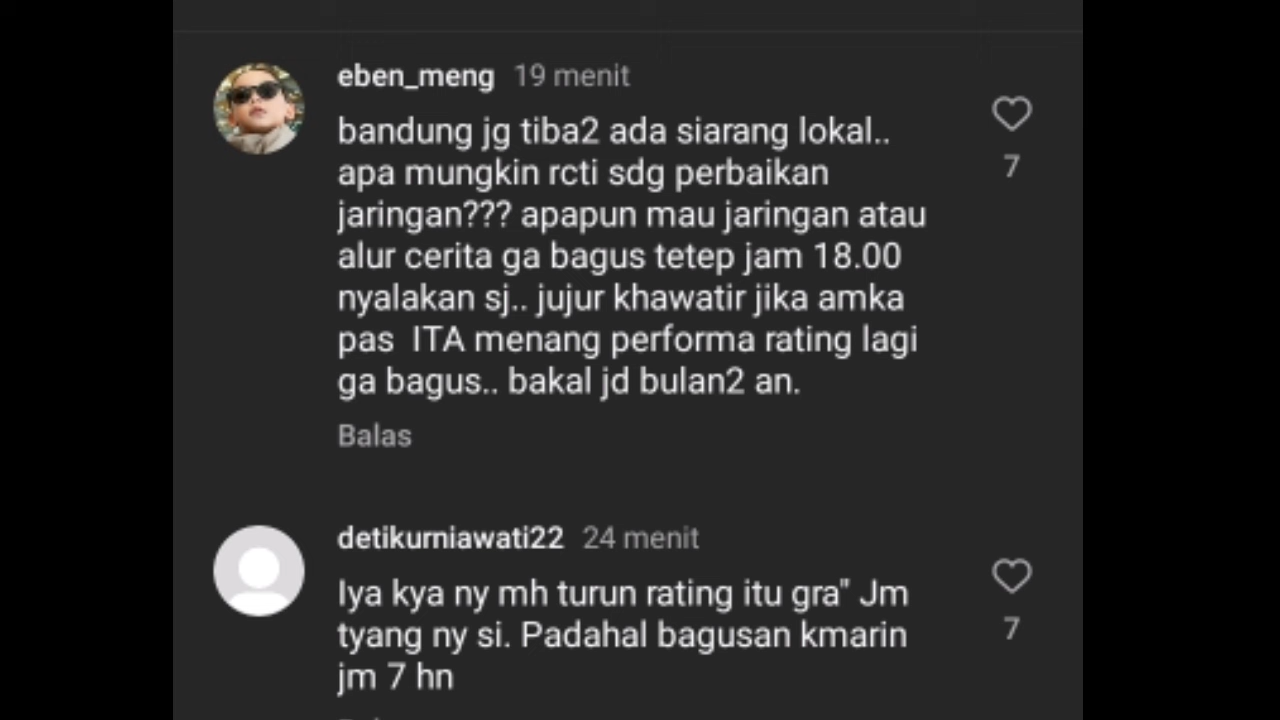 eben_meng 19 menit
bandung jg tiba2 ada siarang lokal..
apa mungkin rcti sdg perbaikan
jaringan??? apapun mau jaringan atau
alur cerita ga bagus tetep jam 18.00
nyalakan sj.. jujur khawatir jika amka
pas ITA menang performa rating lagi
ga bagus.. bakal jd bulan2 an.
7
Balas
detikurniawati22 24 menit
Iya kya ny mh turun rating itu gra" Jm
tyang ny si. Padahal bagusan kmarin
jm 7 hn
7